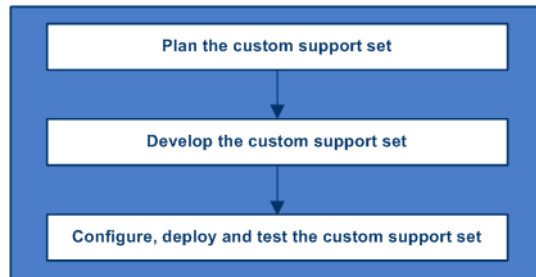 Plan the custom support set
Develop the custom support set
Configure, deploy and test the custom support set